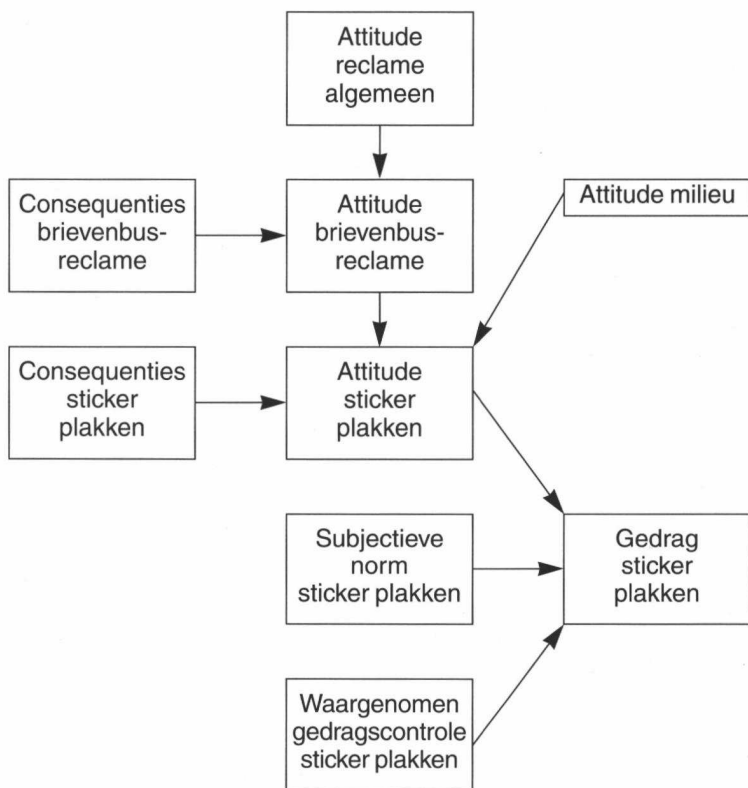 Attitude
reclame
algemeen
Consequenties
brievenbus-
reclame
Attitude
brievenbus-
reclame
Attitude milieu
Consequenties
sticker
plakken
Attitude
sticker
plakken
Subjectieve
norm
sticker plakken
Gedrag
sticker
plakken
Waargenomen
gedragscontrole
sticker plakken